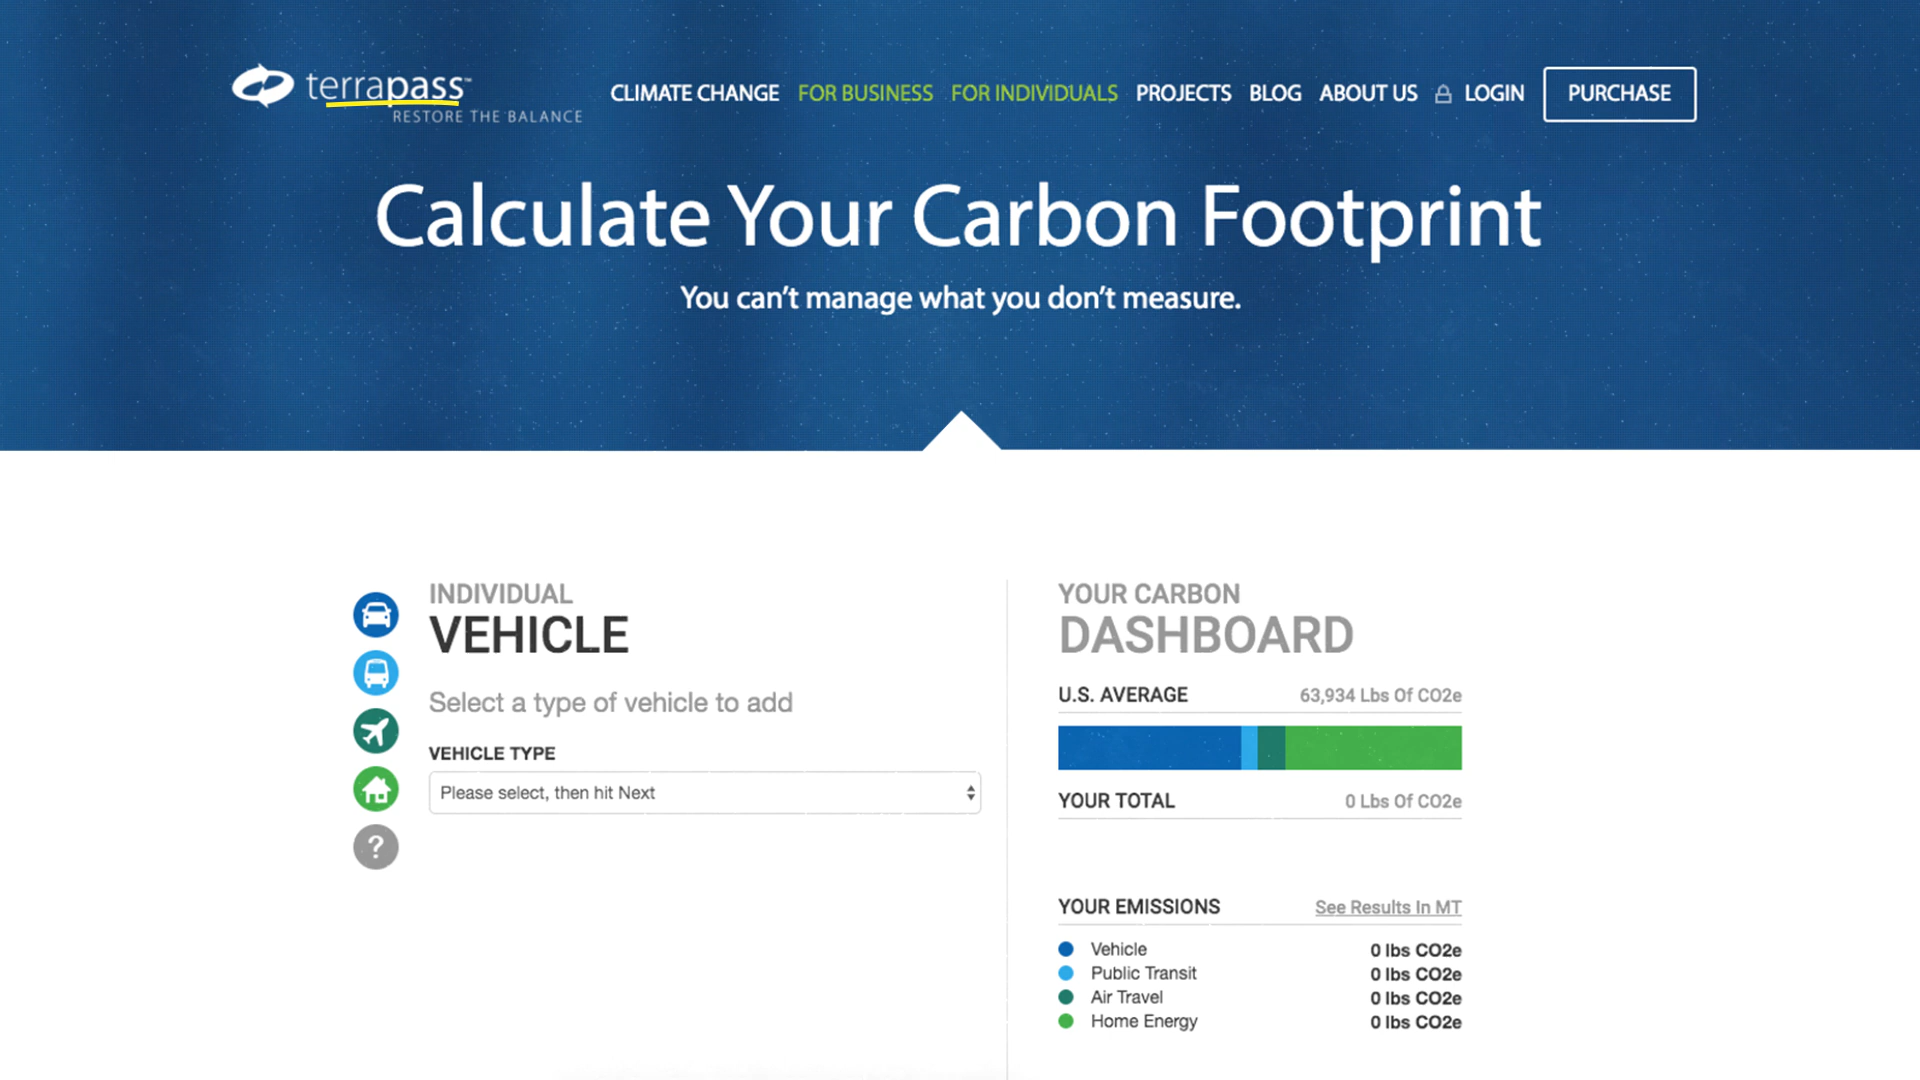 terrapass™
RESTORE THE BALANCE
CLIMATE CHANGE FOR BUSINESS FOR INDIVIDUALS PROJECTS BLOG ABOUT US LOGIN PURCHASE
Calculate Your Carbon Footprint
You can't manage what you don't measure.
INDIVIDUAL
VEHICLE
Select a type of vehicle to add
VEHICLE TYPE
Please select, then hit Next
?
YOUR CARBON
DASHBOARD
U.S. AVERAGE 63,934 Lbs Of CO2e
YOUR TOTAL 0 Lbs Of CO2e
YOUR EMISSIONS See Results In MT
Vehicle 0 lbs CO2e
Public Transit 0 lbs CO2e
Air Travel 0 lbs CO2e
Home Energy 0 lbs CO2e